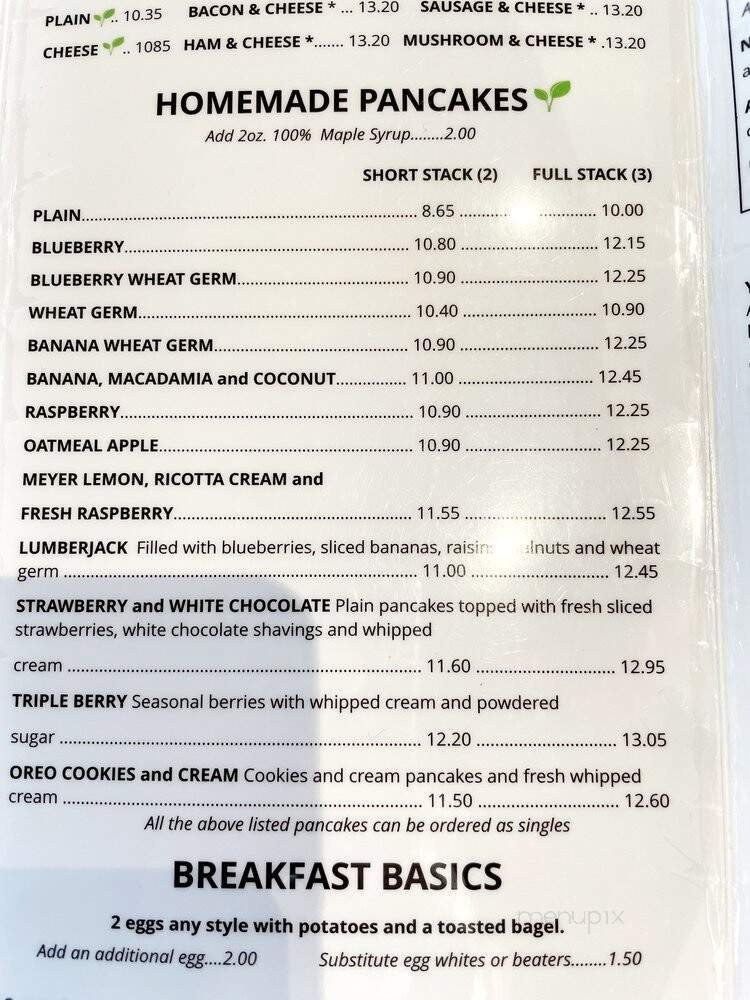 PLAIN .. 10.35 BACON & CHEESE * ... 13.20 SAUSAGE & CHEESE * .. 13.20
CHEESE .. 1085 HAM & CHEESE *....... 13.20 MUSHROOM & CHEESE * .13.20
HOMEMADE PANCAKES
Add 2oz. 100% Maple Syrup........2.00
SHORT STACK (2) FULL STACK (3)
PLAIN........ 8.65 ........ 10.00
BLUEBERRY........ 10.80 ........ 12.15
BLUEBERRY WHEAT GERM........ 10.90 ........ 12.25
WHEAT GERM........ 10.40 ........ 10.90
BANANA WHEAT GERM........ 10.90 ........ 12.25
BANANA, MACADAMIA and COCONUT........ 11.00 ........ 12.45
RASPBERRY........ 10.90 ........ 12.25
OATMEAL APPLE........ 10.90 ........ 12.25
MEYER LEMON, RICOTTA CREAM and
FRESH RASPBERRY........ 11.55 ........ 12.55
LUMBERJACK Filled with blueberries, sliced bananas, and wheat
germ ........ 11.00 ........ 12.45
STRAWBERRY and WHITE CHOCOLATE Plain pancakes topped with fresh sliced
strawberries, white chocolate shavings and whipped
cream ........ 11.60 ........ 12.95
TRIPLE BERRY Seasonal berries with whipped cream and powdered
sugar ........ 12.20 ........ 13.05
OREO COOKIES and CREAM Cookies and cream pancakes and fresh whipped
cream ........ 11.50 ........ 12.60
All the above listed pancakes can be ordered as singles
BREAKFAST BASICS
menupix
2 eggs any style with potatoes and a toasted bagel.
Add an additional egg....2.00 Substitute egg whites or beaters........1.50